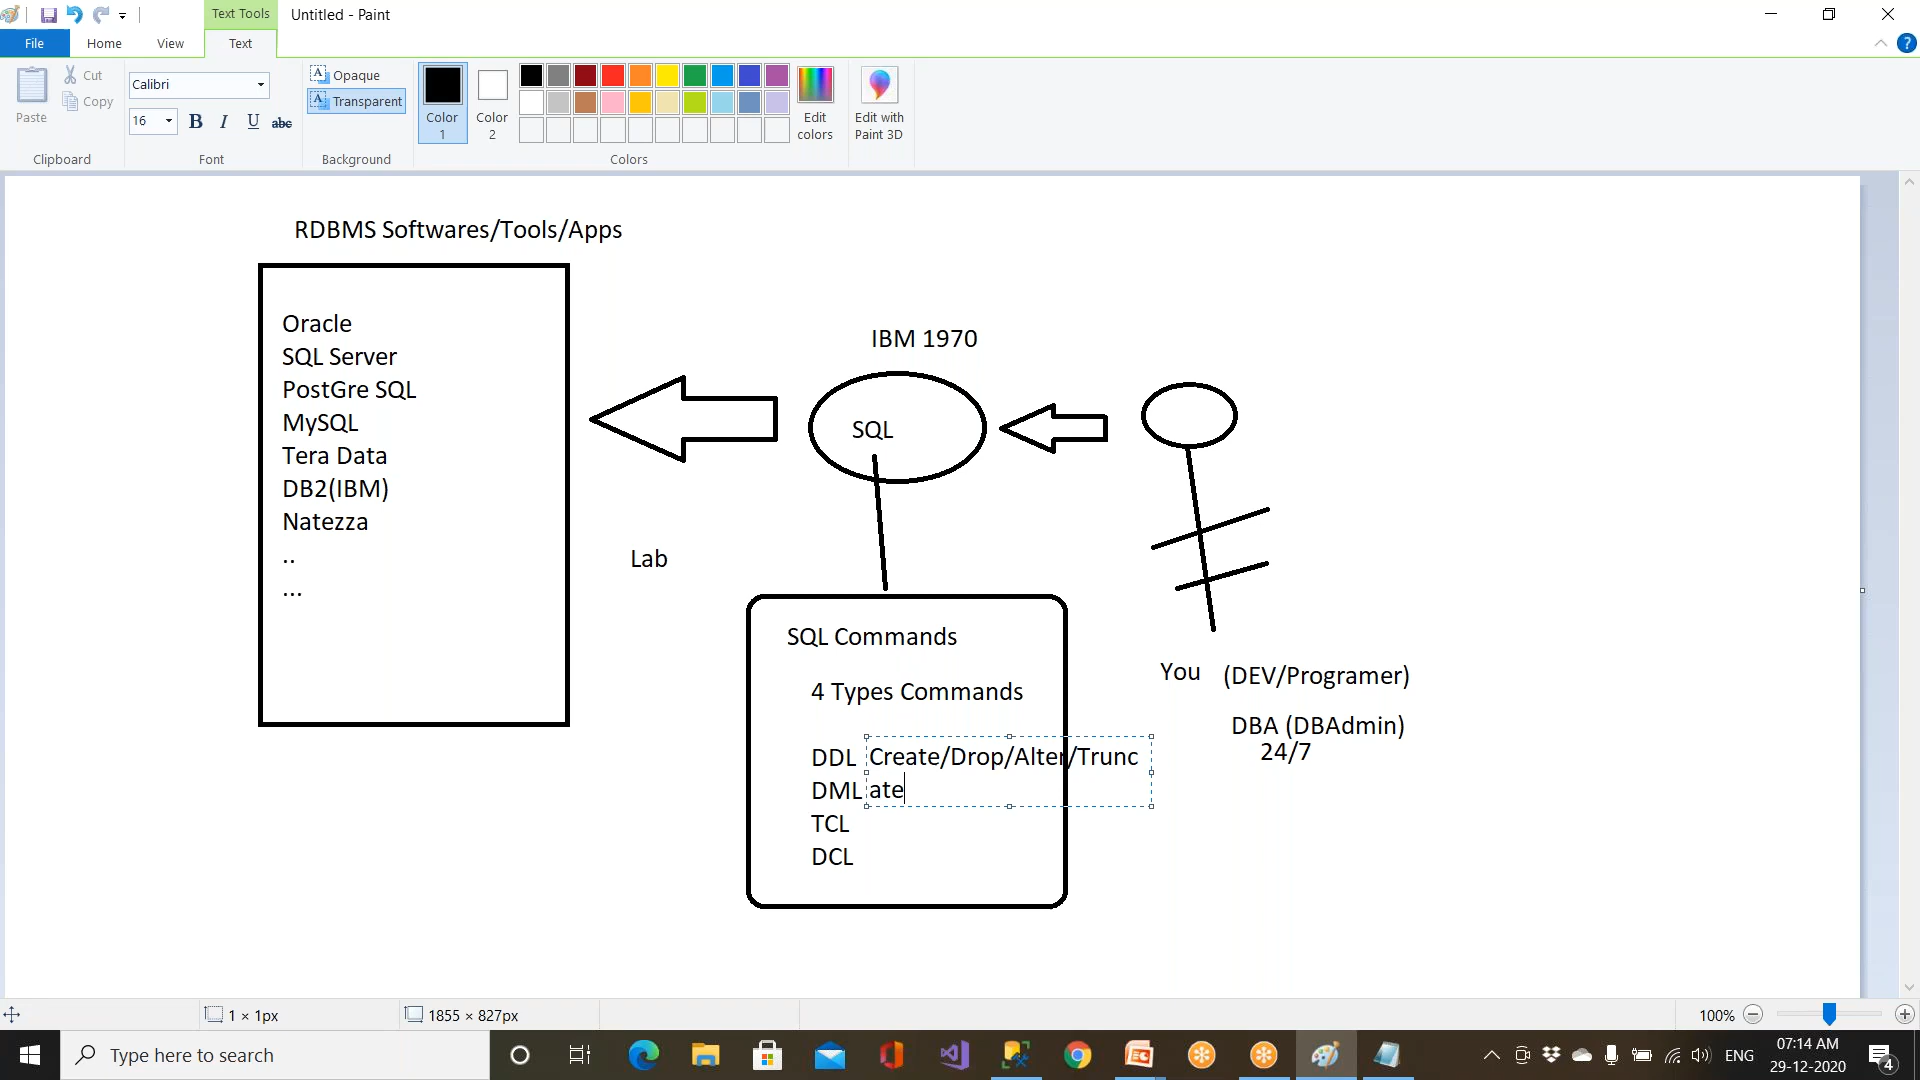 Text Tools
Untitled - Paint
File
Home
View
Text
Paste
Cut
Copy
Clipboard
Calibri
16
B
I
U
abc
Font
Opaque
Transparent
Background
Color
1
Color
2
Edit
colors
Colors
Edit with
Paint 3D
RDBMS Softwares/Tools/Apps
Oracle
SQL Server
PostGre SQL
MySQL
Tera Data
DB2(IBM)
Natezza
..
...
IBM 1970
SQL
Lab
SQL Commands
4 Types Commands
DDL
DML
TCL
DCL
Create/Drop/Alter/Trunc
ate
You
(DEV/Programer)
DBA (DBAdmin)
24/7
1 × 1px
1855 × 827px
100%
Type here to search
ENG
07:14 AM
29-12-2020
4